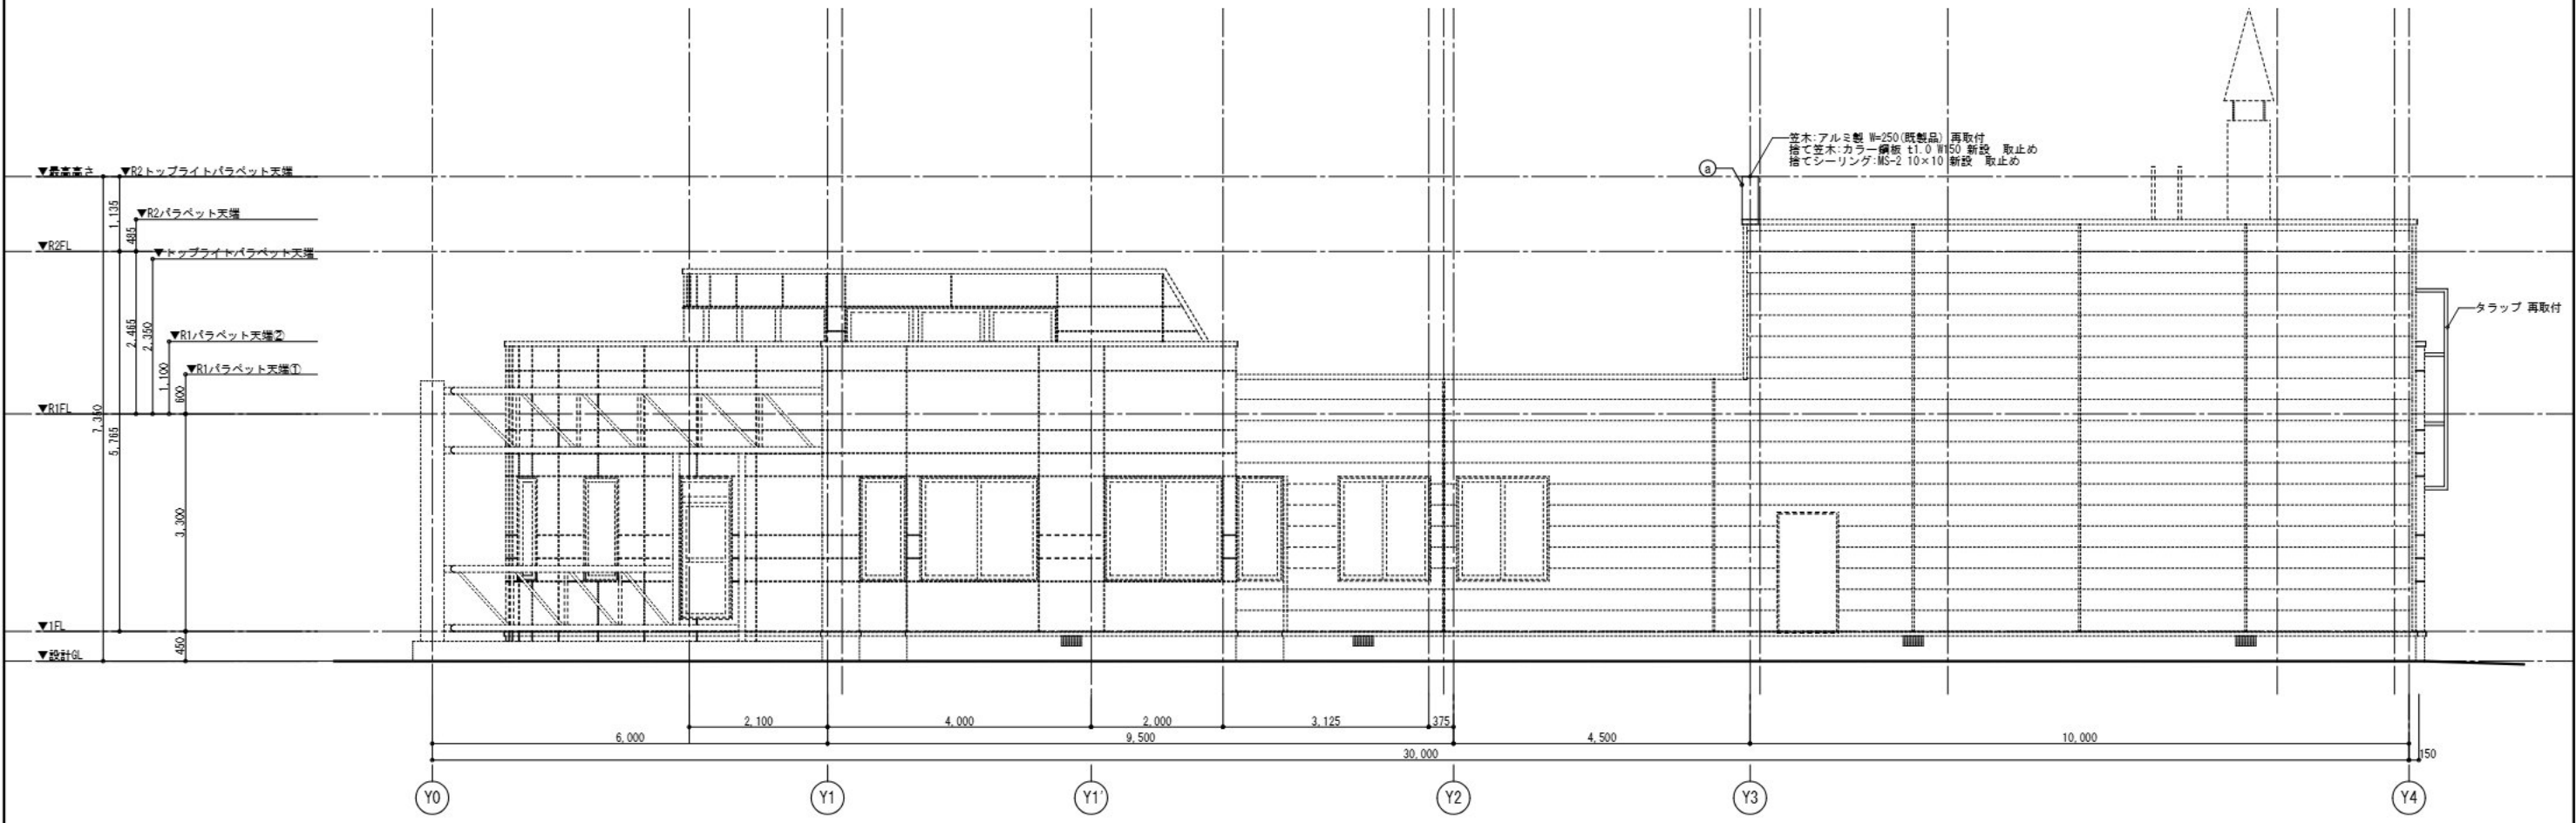 笠木:アルミ製 W=250(既製品) 再取付
捨て笠木:カラー鋼板 t1.0 W150 新設 取止め
捨てシーリング:MS-2 10×10 新設 取止め
a
▼最高高さ
▼R2トップライトパラペット天端
1,135
▼R2パラペット天端
485
▼R2FL
▼トップライトパラペット天端
タラップ 再取付
2,465
2,350
▼R1パラペット天端②
1,100
▼R1パラペット天端①
600
▼R1FL
5,765
3,300
▼1FL
450
▼設計GL
2,100
4,000
2,000
3,125
375
6,000
9,500
4,500
10,000
30,000
150
Y0
Y1
Y1'
Y2
Y3
Y4